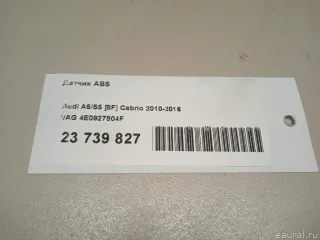 Датчик ABS
Audi A5/S5 [8F] Cabrio 2010-2016
VAG 4E0927804F
23 739 827
eaural.ru